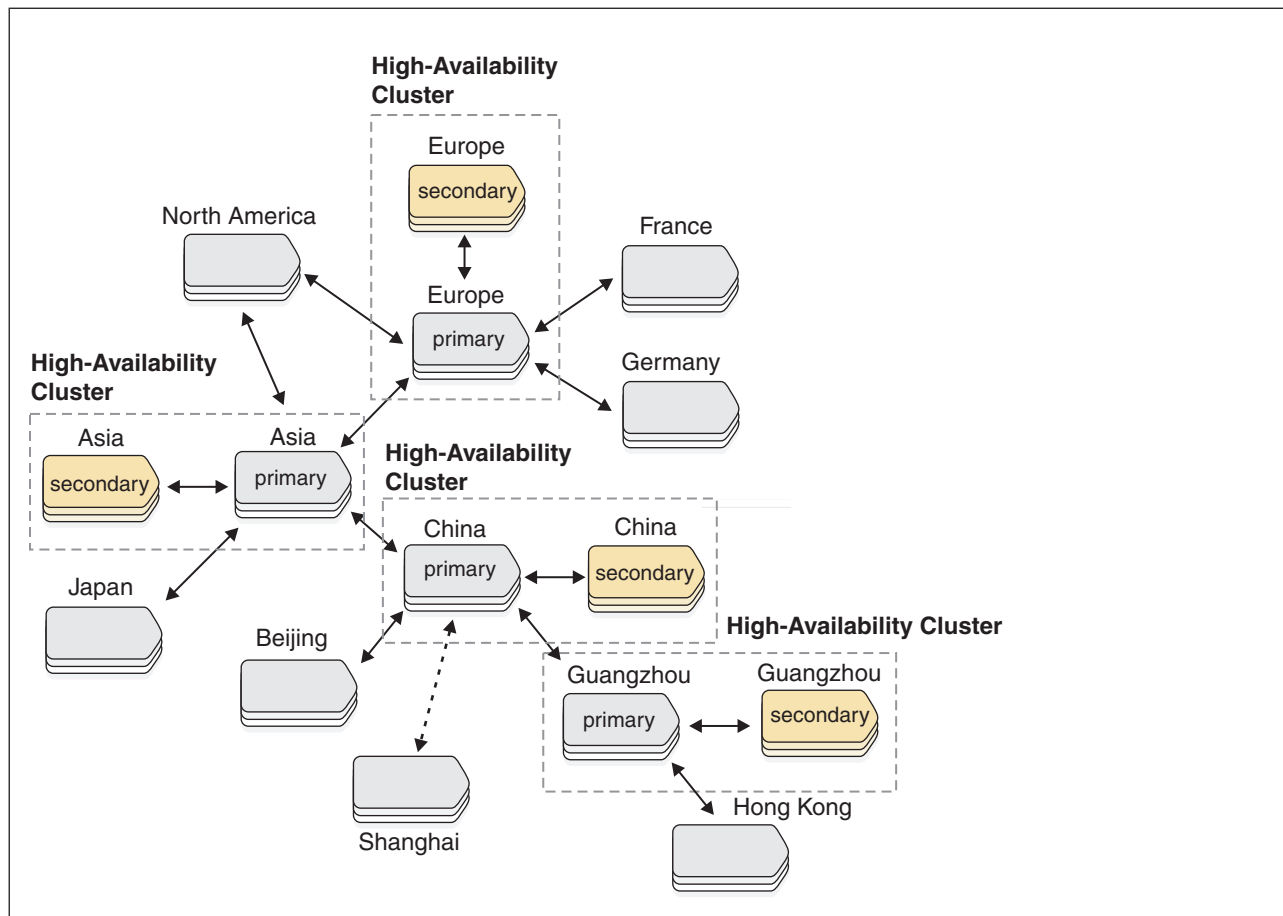 High-Availability
Cluster
Europe
secondary
North America
France
Europe
primary
High-Availability
Cluster
Germany
Asia
Asia
secondary
primary
High-Availability
Cluster
China
China
primary
secondary
Japan
Beijing
High-Availability Cluster
Guangzhou
Guangzhou
primary
secondary
Shanghai
Hong Kong